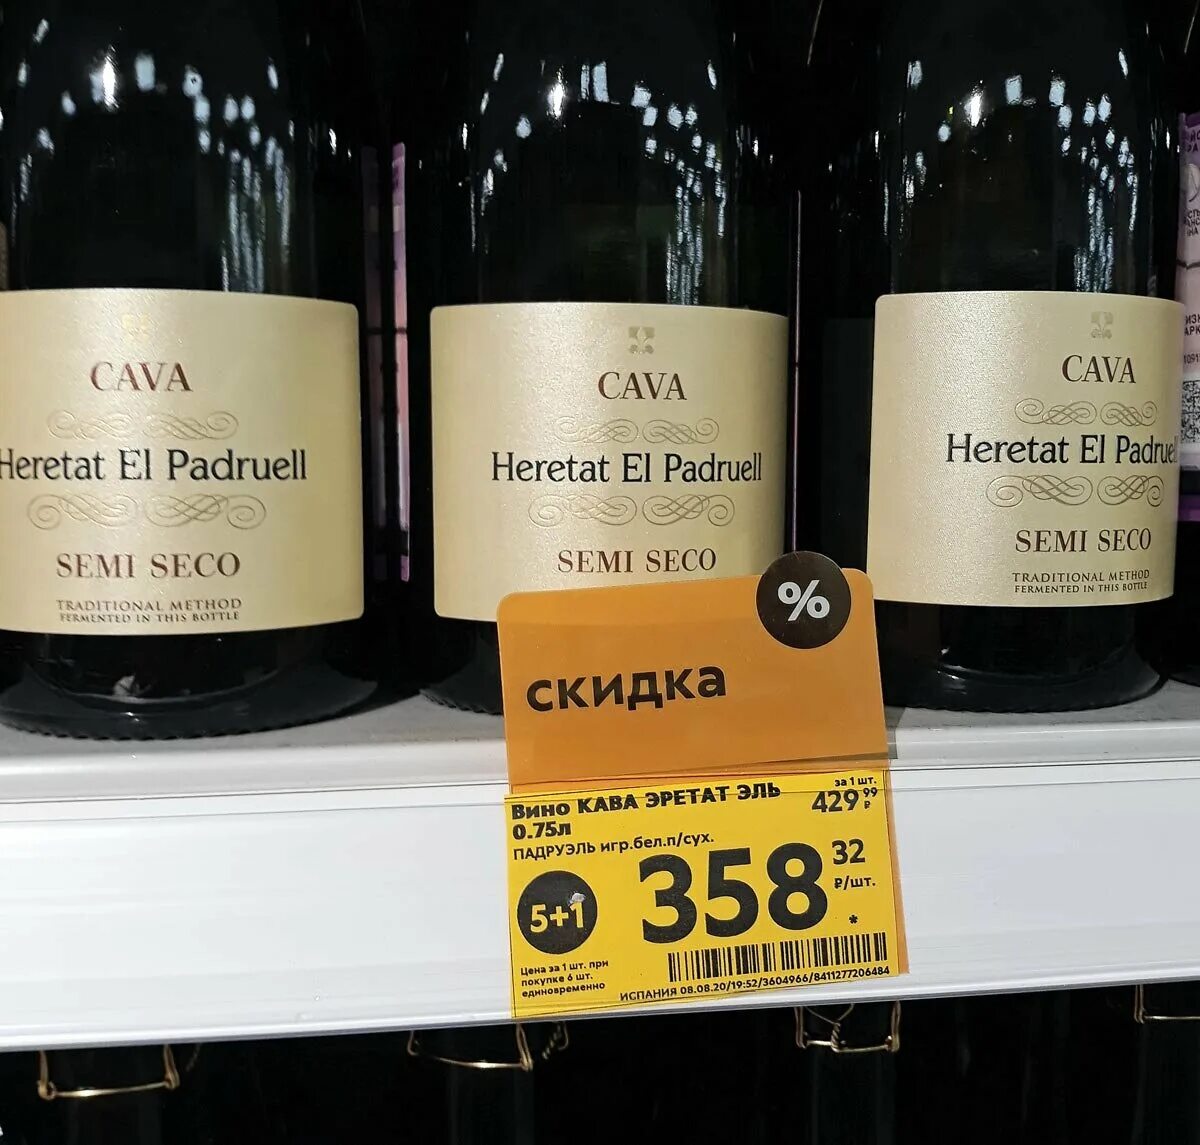 CAVA
Heretat El Padruell
SEMI SECO
TRADITIONAL METHOD
FERMENTED IN THIS BOTTLE
CAVA
Heretat El Padruell
SEMI SECO
CAVA
Heretat El Padruell
SEMI SECO
TRADITIONAL METHOD
FERMENTED IN THIS BOTTLE
%
скидка
Вино КАВА ЭРЕТАТ ЭЛЬ
0.75л
ПАДРУЭЛЬ игр.бел.п/сух.
за 1 шт.
429 99 ₽
358 32
₽/шт.
*
5+1
Цена за 1 шт. при
покупке 6 шт.
единовременно
ИСПАНИЯ 08.08.20/19:52/3604966/8411277206484